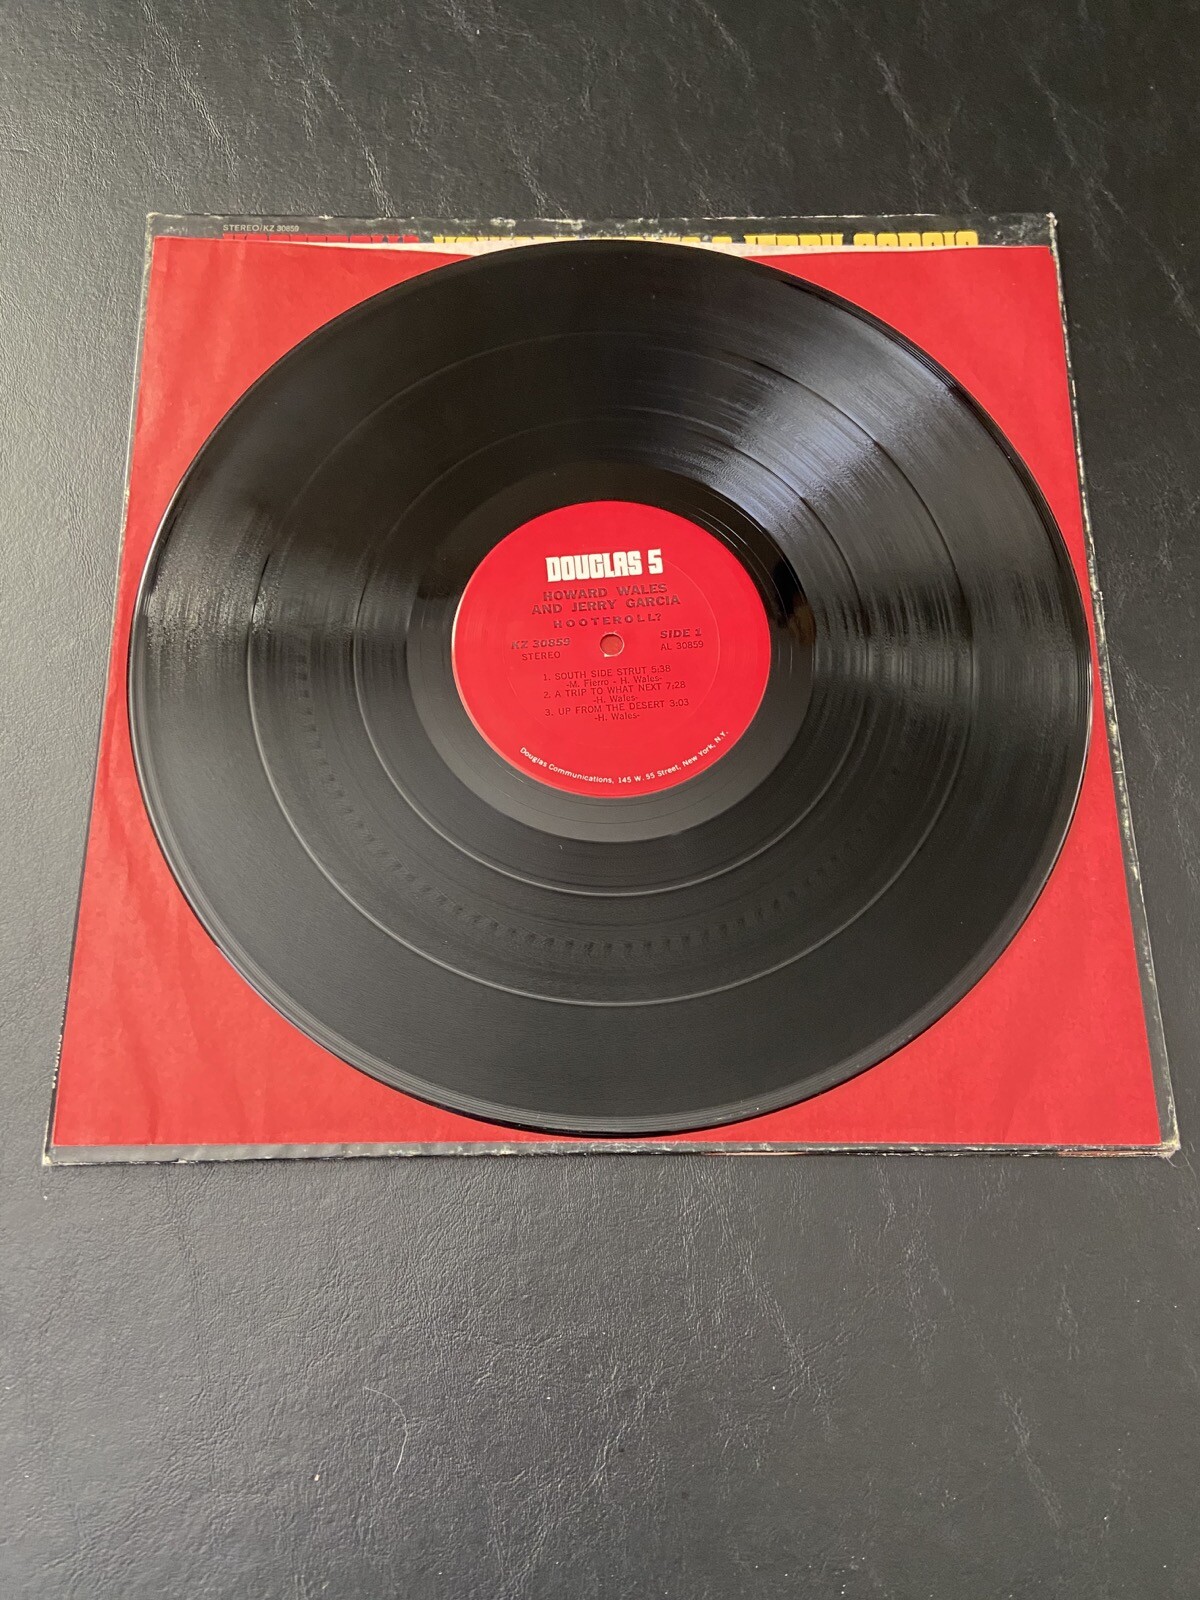 STEREO/KZ 30859
& JERRY GARCIA
DOUGLAS 5
HOWARD WALES
AND JERRY GARCIA
HOOTEROLL?
KZ 30859
SIDE 1
STEREO
AL 30859
1. SOUTH SIDE STRUT 5:38
-M. Fierro - H. Wales-
2. A TRIP TO WHAT NEXT 7:28
-H. Wales-
3. UP FROM THE DESERT 3:03
-H. Wales-
Douglas Communications, 145 W. 55 Street, New York, N.Y.